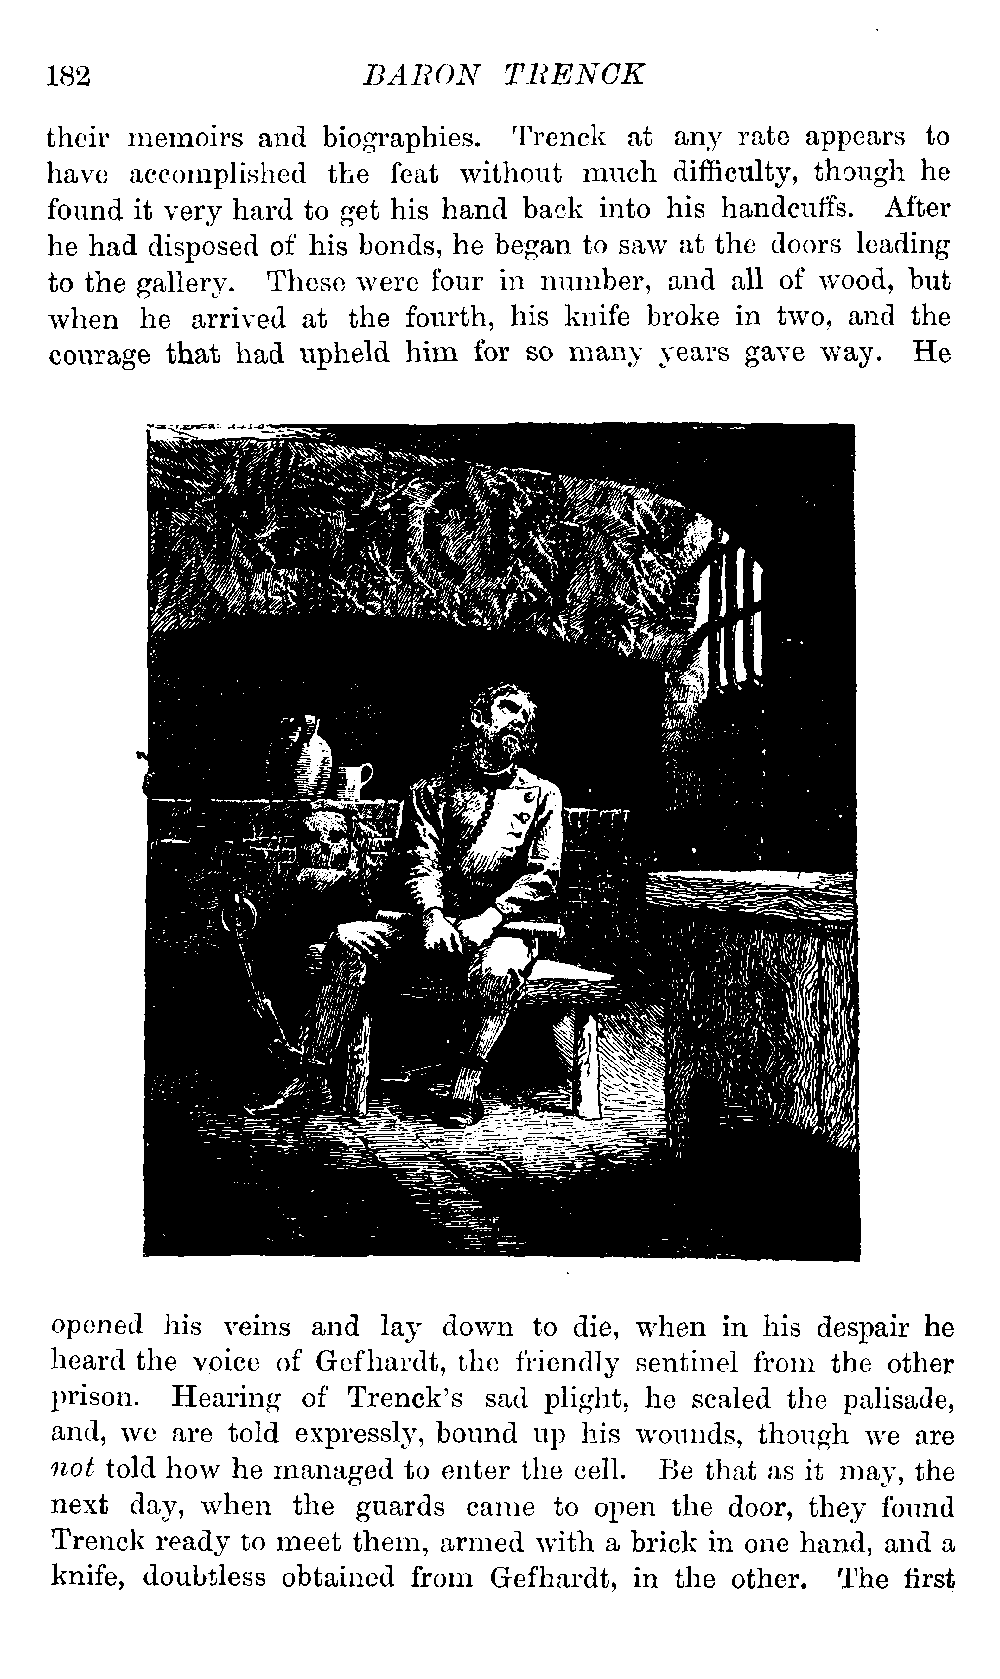 182 BARON TRENCK
their memoirs and biographies. Trenck at any rate appears to
have accomplished the feat without much difficulty, though he
found it very hard to get his hand back into his handcuffs. After
he had disposed of his bonds, he began to saw at the doors leading
to the gallery. These were four in number, and all of wood, but
when he arrived at the fourth, his knife broke in two, and the
courage that had upheld him for so many years gave way. He
opened his veins and lay down to die, when in his despair he
heard the voice of Gefhardt, the friendly sentinel from the other
prison. Hearing of Trenck's sad plight, he scaled the palisade,
and, we are told expressly, bound up his wounds, though we are
not told how he managed to enter the cell. Be that as it may, the
next day, when the guards came to open the door, they found
Trenck ready to meet them, armed with a brick in one hand, and a
knife, doubtless obtained from Gefhardt, in the other. The first